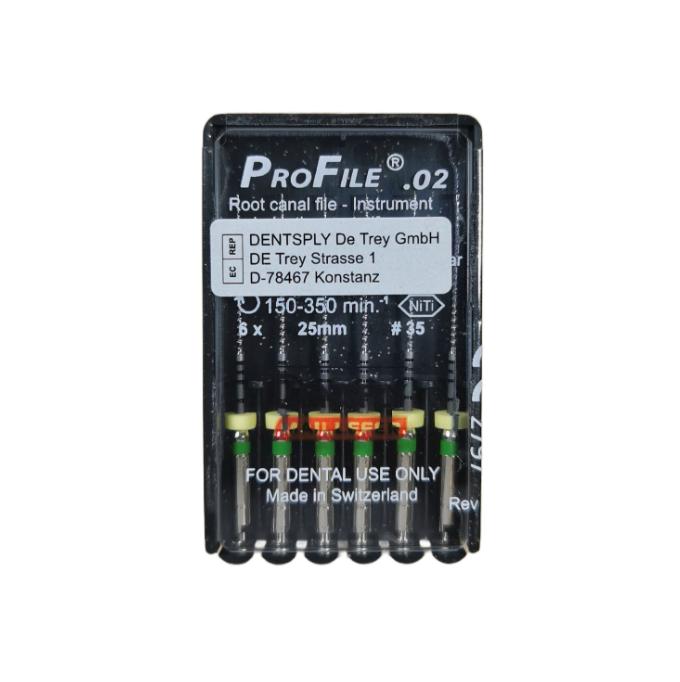 PROFILE® .02
Root canal file - Instrument
EC REP
DENTSPLY De Trey GmbH
DE Trey Strasse 1
D-78467 Konstanz
150-350 min.⁻¹ NiTi
6 x 25mm # 35
FOR DENTAL USE ONLY
Made in Switzerland
Rev